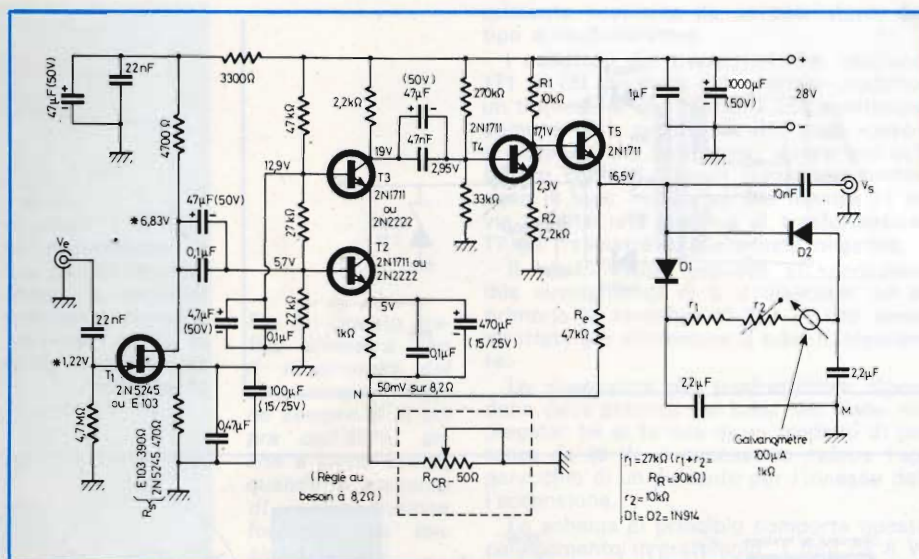 47µF(50V)
22nF
3300Ω
4700Ω
47kΩ
2,2kΩ
(50V)
47µF
47nF
270kΩ
R1
10kΩ
1µF
1000µF
(50V)
+
28V
-
2N1711
T4
17,1V
T5
2N1711
12,9V
19V
2,95V
T3
2N1711
ou
2N2222
33kΩ
2,3V
R2
2,2kΩ
16,5V
10nF
Vs
D2
47µF(50V)
*6,83V
27kΩ
T2
2N1711 ou
2N2222
Ve
0,1µF
5,7V
22nF
4,7µF
(50V)
0,1µF
22kΩ
5V
1kΩ
470µF
(15/25V)
0,1µF
Re
47kΩ
D1
r1
r2
*1,22V
T1
2N5245
ou E103
100µF
(15/25V)
50mV sur 8,2Ω
N
2,2µF
2,2µF
M
4,7MΩ
0,47µF
E103 390Ω
2N5245 470Ω
RS1
(Réglé au
besoin à 8,2Ω)
RCR=50Ω
Galvanomètre
100µA
1kΩ
r1=27kΩ (r1+r2=
RR=30kΩ)
r2=10kΩ
D1=D2=1N914